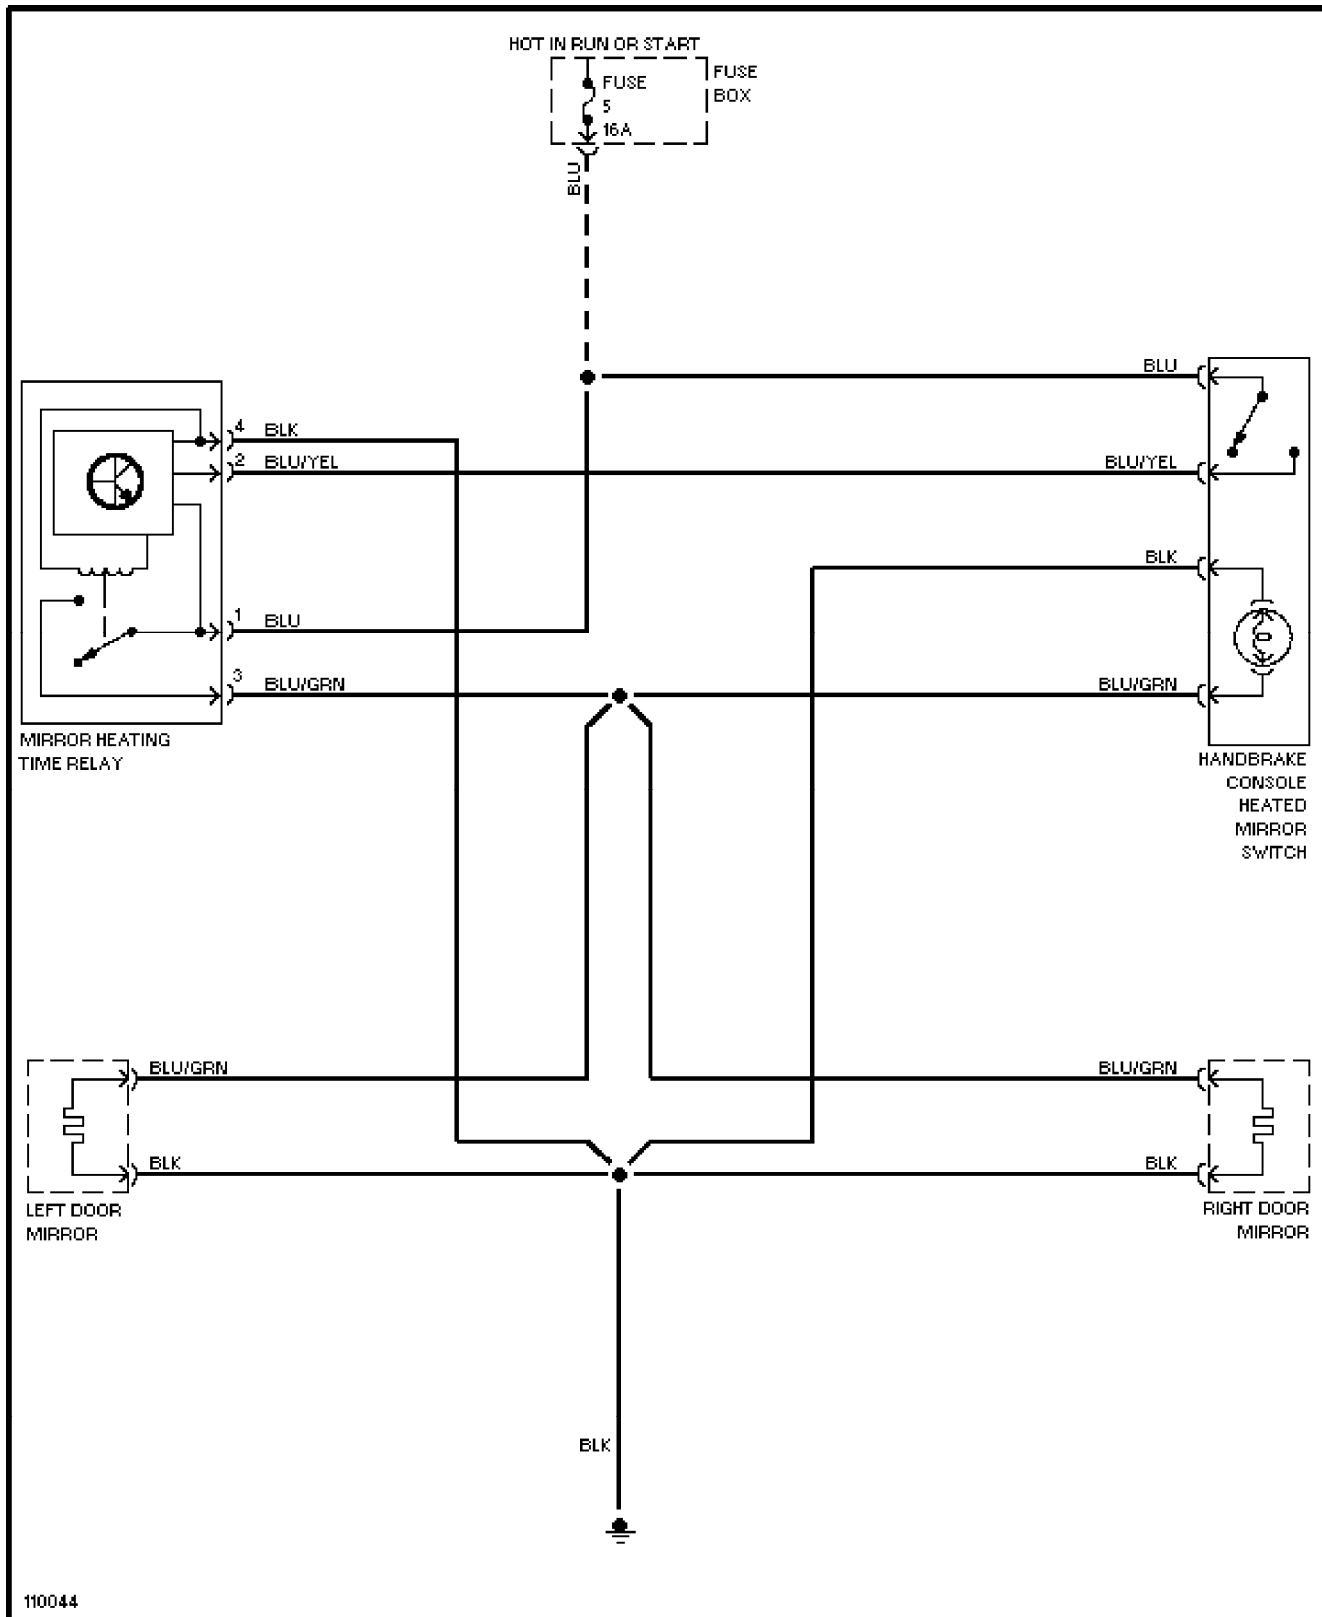 HOT IN RUN OR START
FUSE
5
16A
FUSE
BOX
BLU
BLU
4
BLK
2
BLU/YEL
BLU/YEL
BLK
1
BLU
3
BLU/GRN
BLU/GRN
MIRROR HEATING
TIME RELAY
HANDBRAKE
CONSOLE
HEATED
MIRROR
SWITCH
BLU/GRN
BLU/GRN
BLK
BLK
LEFT DOOR
MIRROR
RIGHT DOOR
MIRROR
BLK
110044